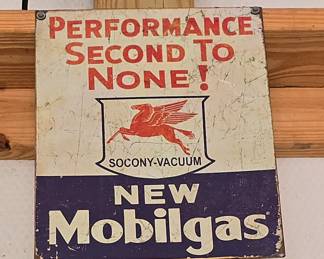 PERFORMANCE
SECOND TO
NONE!
SOCONY-VACUUM
NEW
Mobilgas